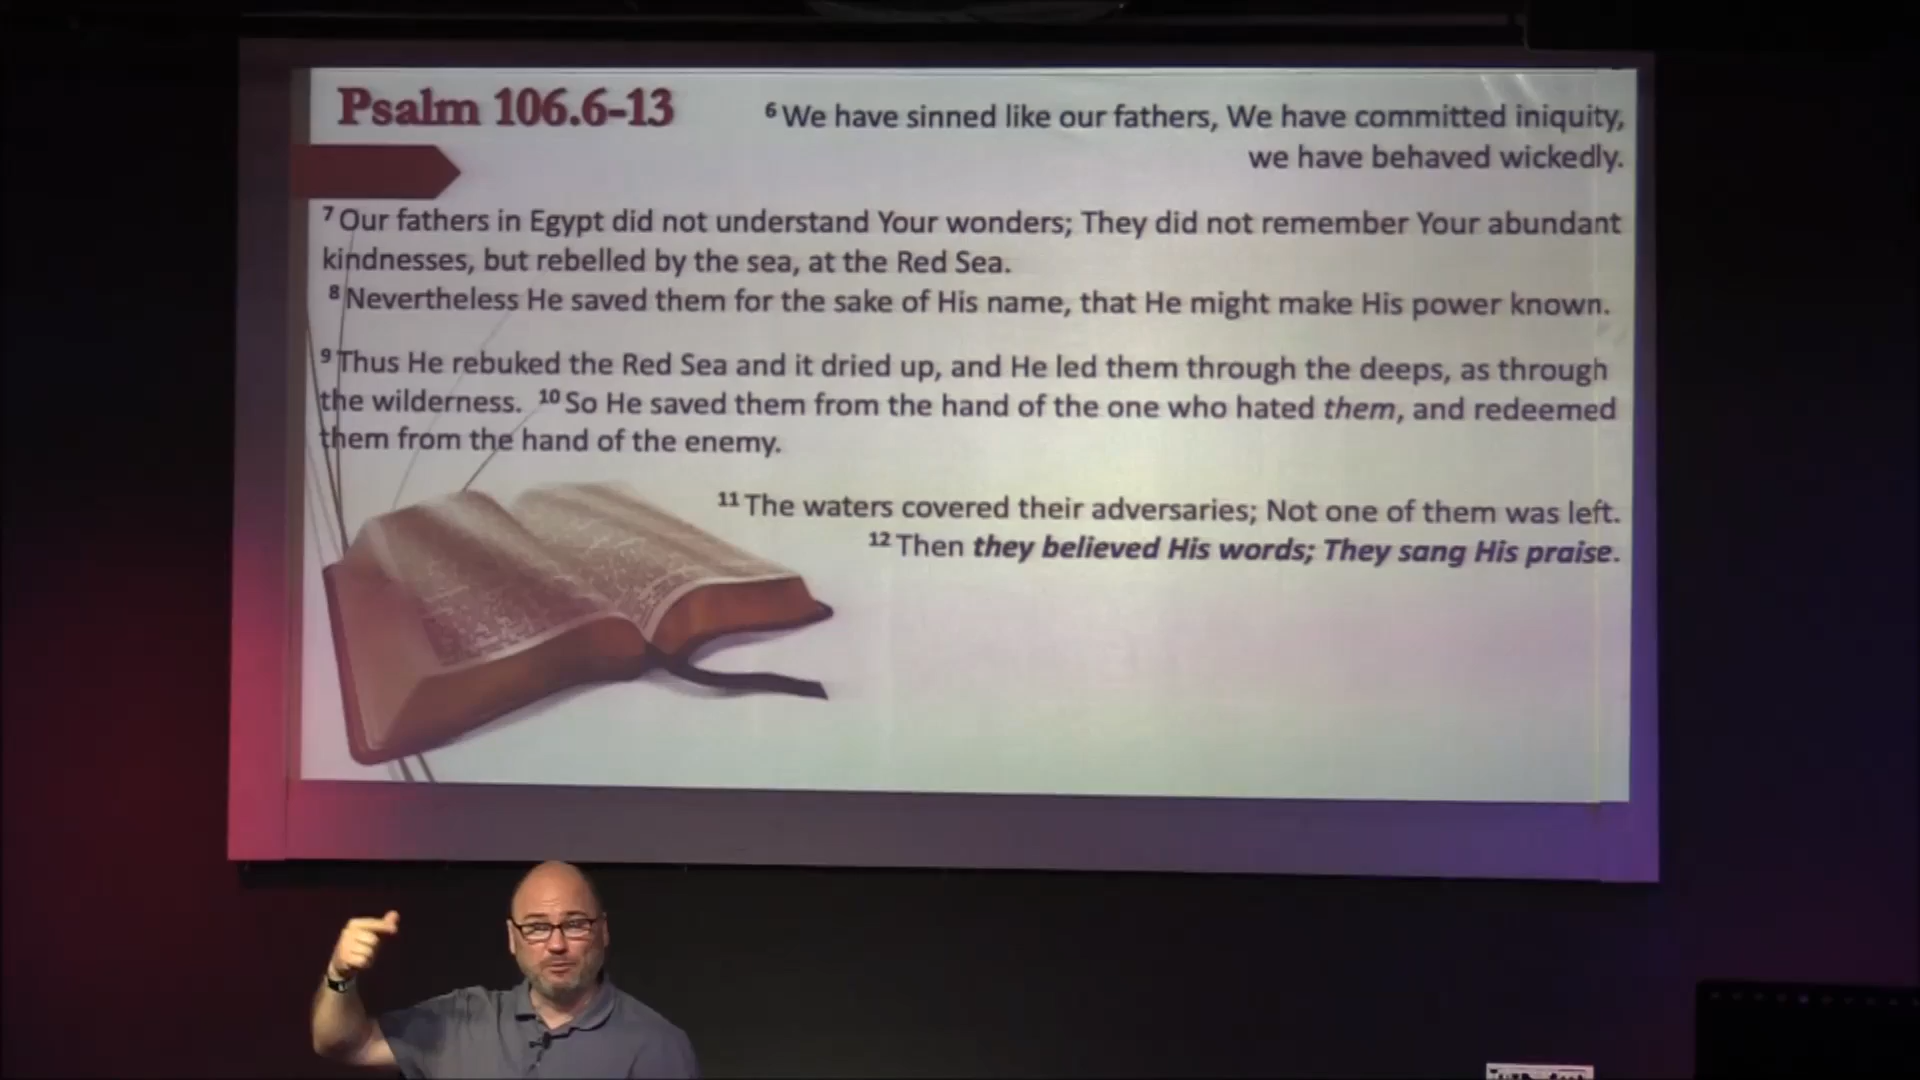 Psalm 106.6-13
6 We have sinned like our fathers, We have committed iniquity,
we have behaved wickedly.
7 Our fathers in Egypt did not understand Your wonders; They did not remember Your abundant
kindnesses, but rebelled by the sea, at the Red Sea.
8 Nevertheless He saved them for the sake of His name, that He might make His power known.
9 Thus He rebuked the Red Sea and it dried up, and He led them through the deeps, as through
the wilderness. 10 So He saved them from the hand of the one who hated them, and redeemed
them from the hand of the enemy.
11 The waters covered their adversaries; Not one of them was left.
12 Then they believed His words; They sang His praise.